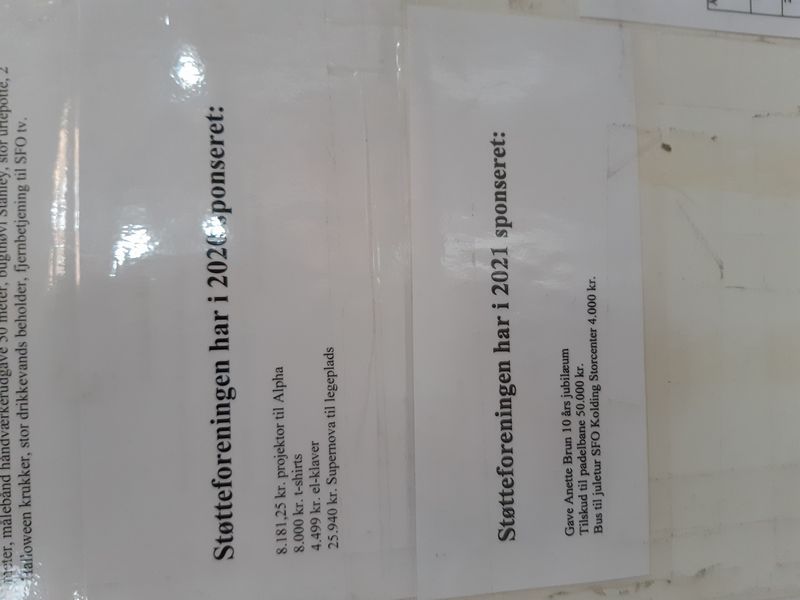 meter, målebånd håndværkerudgave 50 meter, stor urtepotte, 2
Halloween krukker, stor drikkevands beholder, fjernbetjening til SFO tv.
Støtteforeningen har i 2020 sponseret:
8.181,25 kr. projektor til Alpha
8.000 kr. t-shirts
4.499 kr. el-klaver
25.940 kr. Supernova til legeplads
Støtteforeningen har i 2021 sponseret:
Gave Anette Brun 10 års jubilæum
Tilskud til padelbane 50.000 kr.
Bus til juletur SFO Kolding Storcenter 4.000 kr.